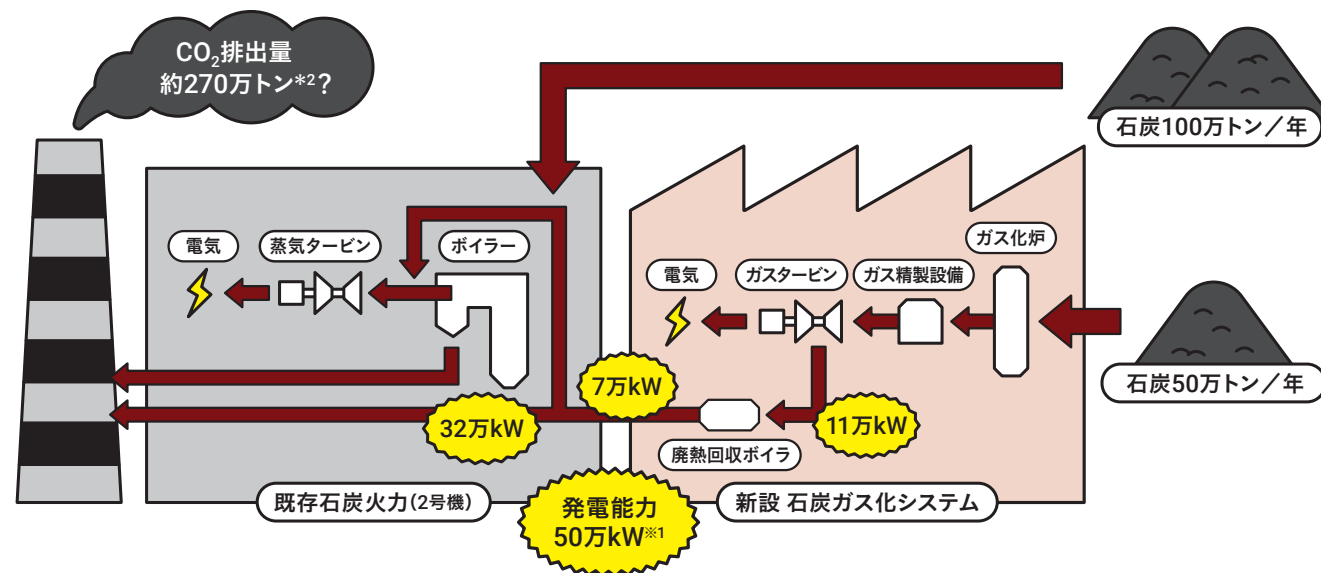 CO₂排出量
約270万トン*²?
石炭100万トン/年
電気
蒸気タービン
ボイラー
電気
ガスタービン
ガス精製設備
ガス化炉
石炭50万トン/年
7万kW
32万kW
11万kW
廃熱回収ボイラ
既存石炭火力(2号機)
発電能力
50万kW※1
新設 石炭ガス化システム